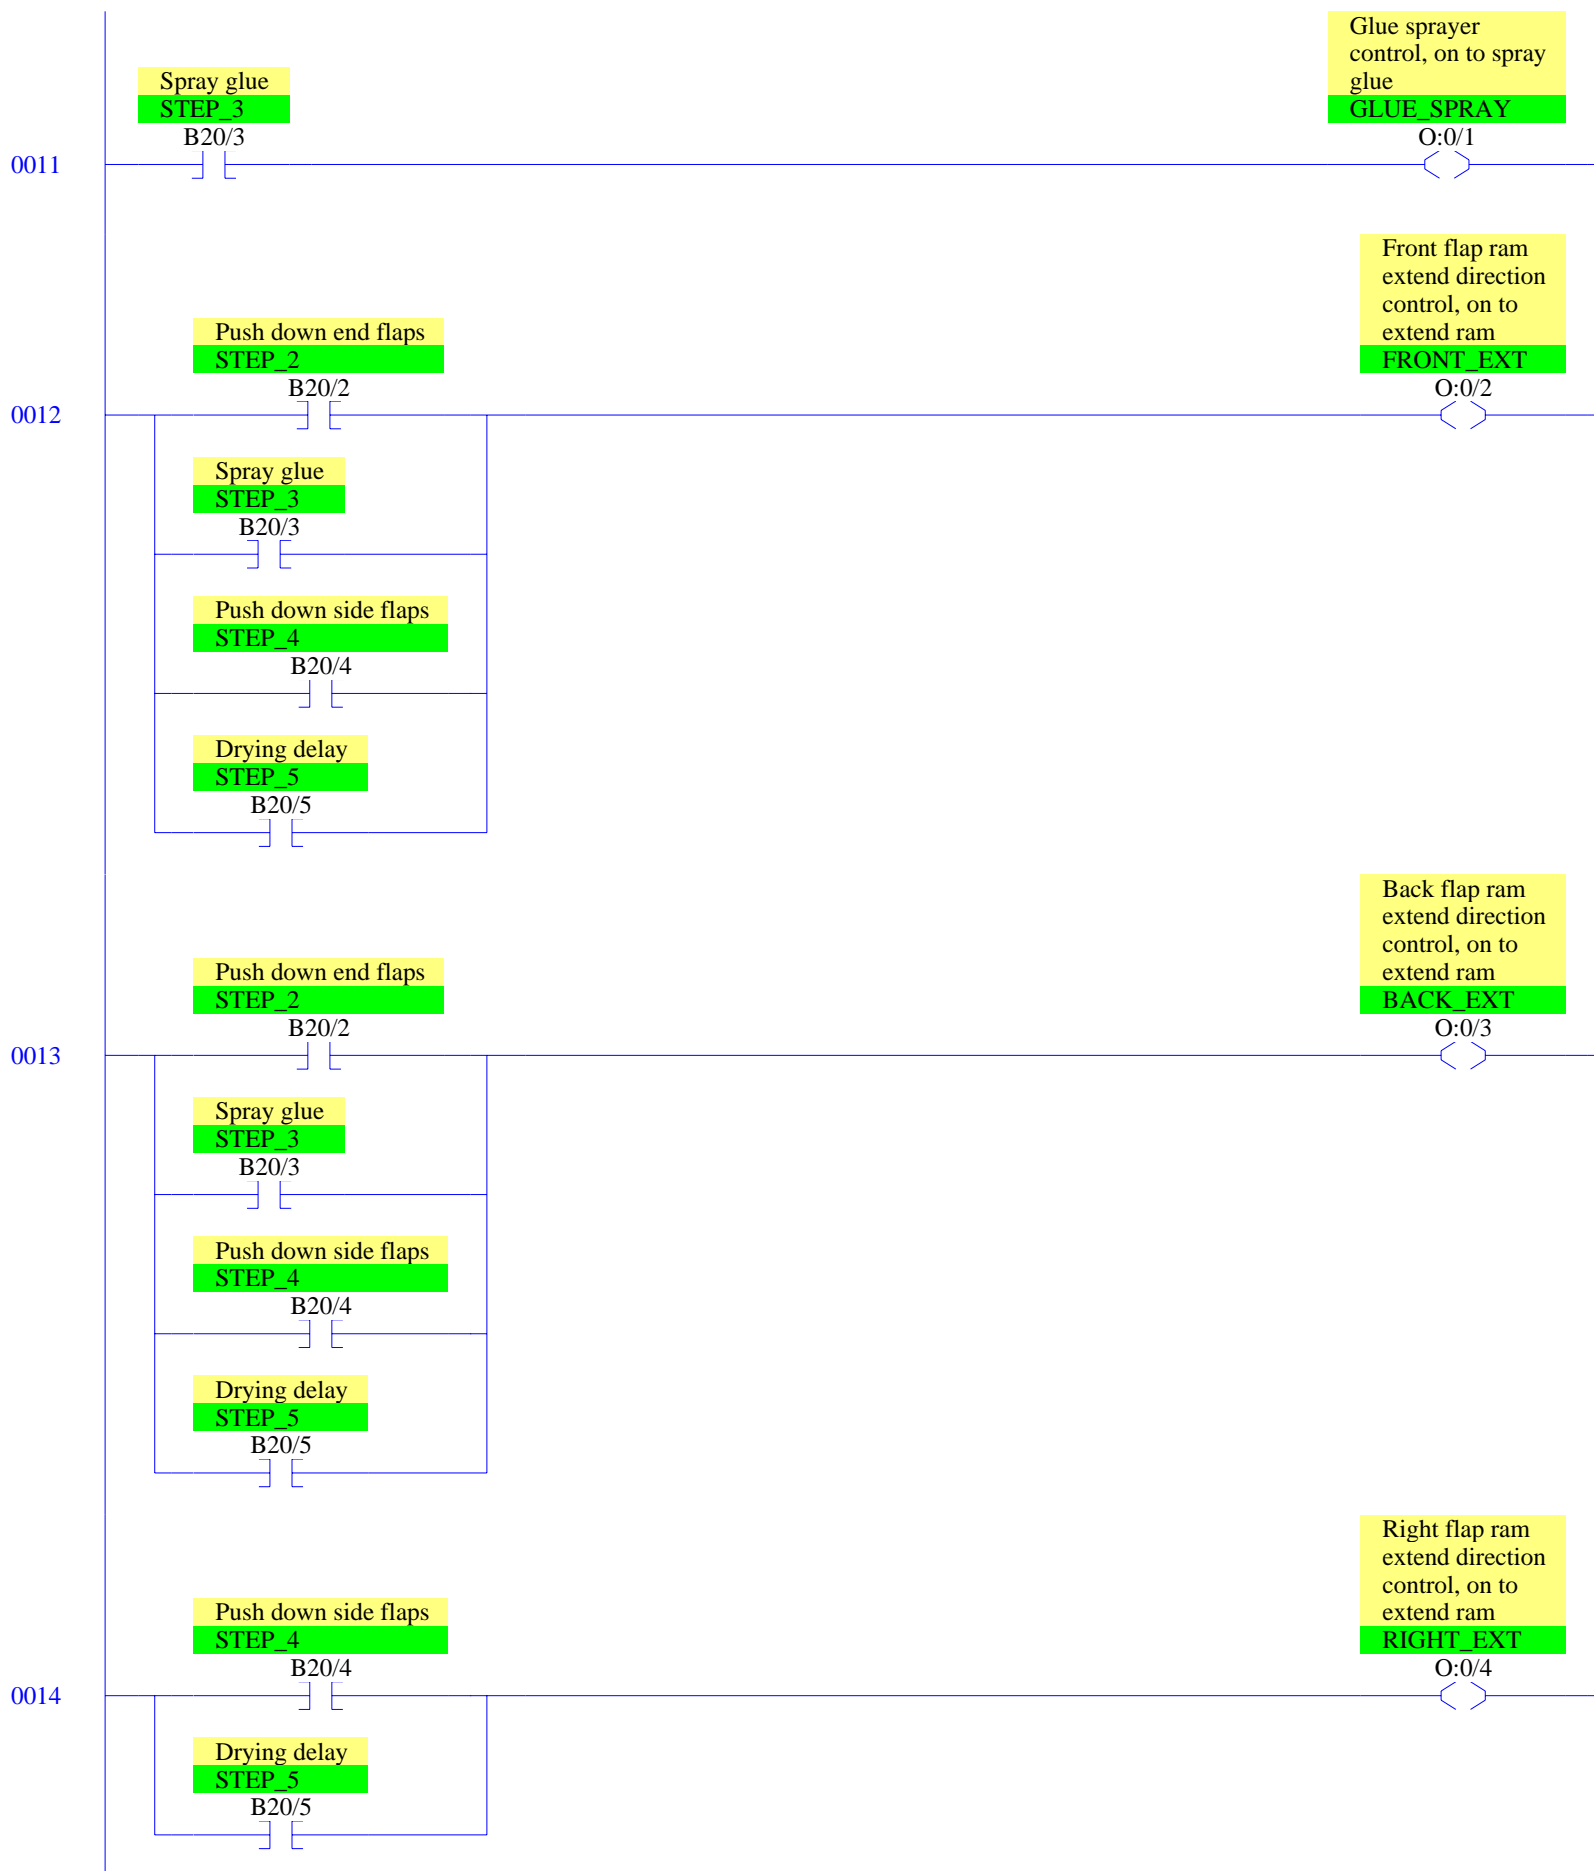 Glue sprayer
control, on to spray
glue
GLUE_SPRAY
O:0/1
Spray glue
STEP_3
B20/3
0011
Front flap ram
extend direction
control, on to
extend ram
FRONT_EXT
O:0/2
Push down end flaps
STEP_2
B20/2
0012
Spray glue
STEP_3
B20/3
Push down side flaps
STEP_4
B20/4
Drying delay
STEP_5
B20/5
Back flap ram
extend direction
control, on to
extend ram
BACK_EXT
O:0/3
Push down end flaps
STEP_2
B20/2
0013
Spray glue
STEP_3
B20/3
Push down side flaps
STEP_4
B20/4
Drying delay
STEP_5
B20/5
Right flap ram
extend direction
control, on to
extend ram
RIGHT_EXT
O:0/4
Push down side flaps
STEP_4
B20/4
0014
Drying delay
STEP_5
B20/5